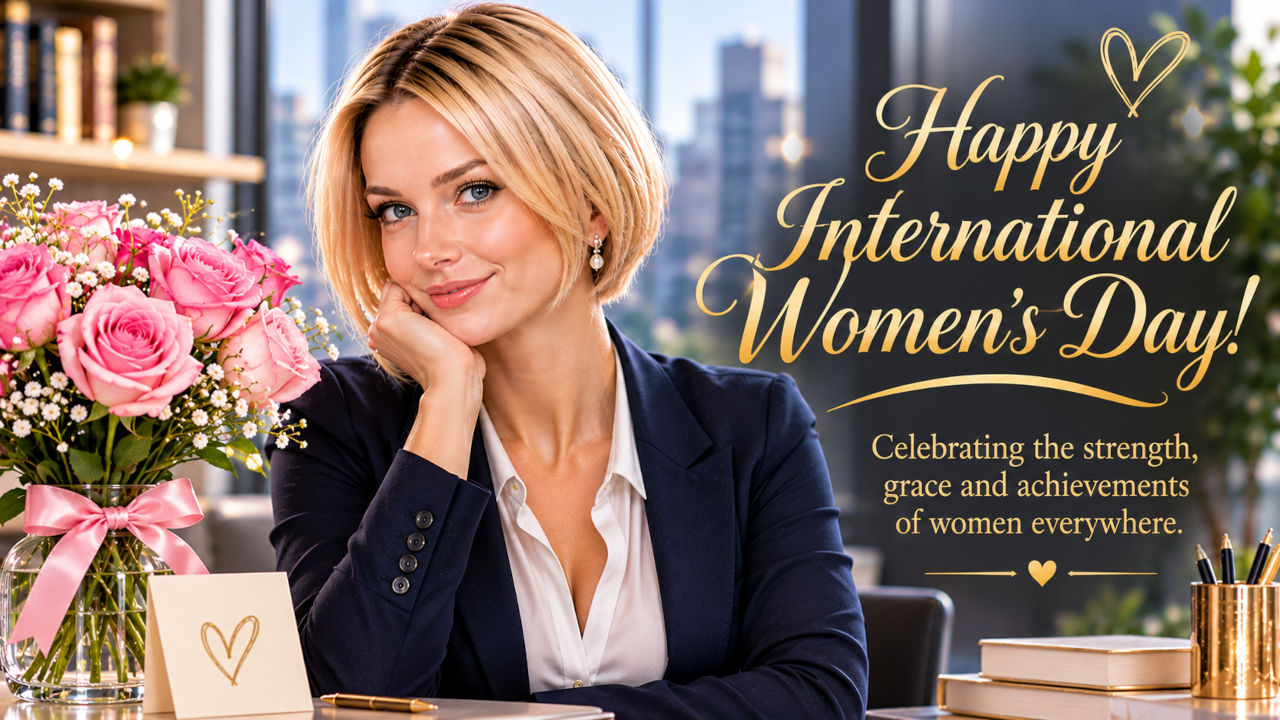 Happy
International
Women's Day!
Celebrating the strength,
grace and achievements
of women everywhere.